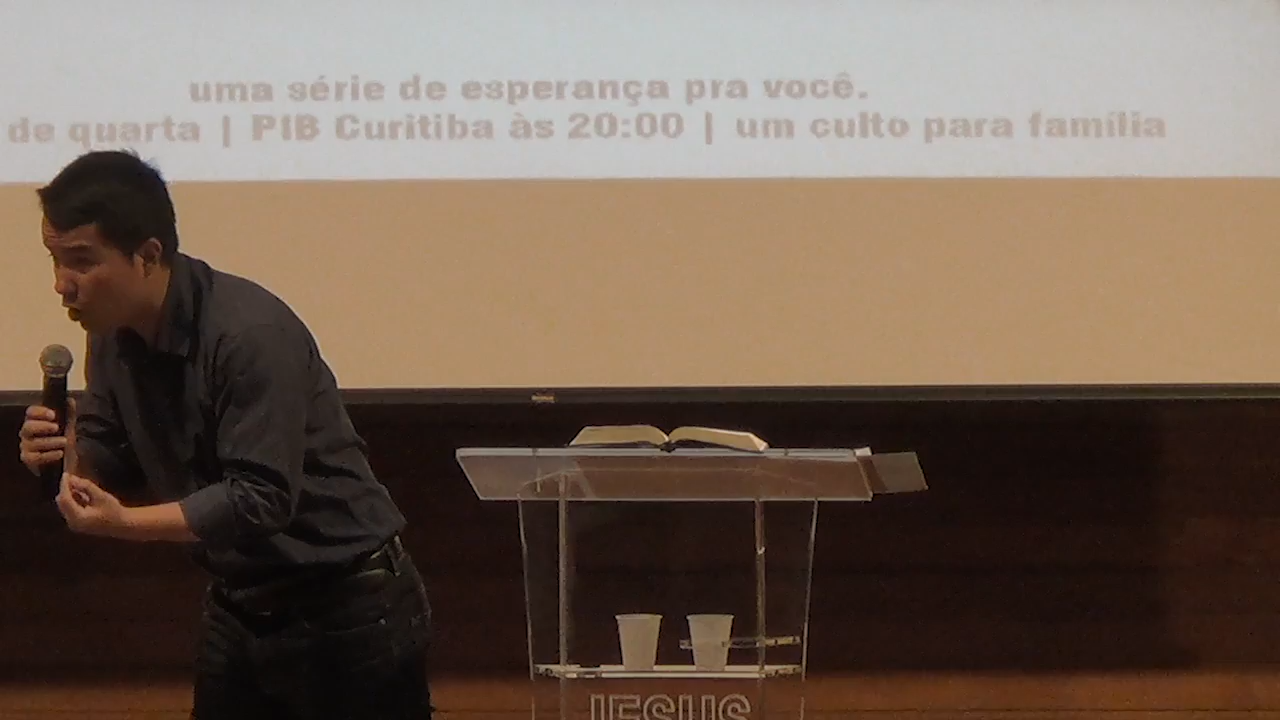 uma série de esperança pra você.
de quarta | PIB Curitiba às 20:00 | um culto para família
JESUS